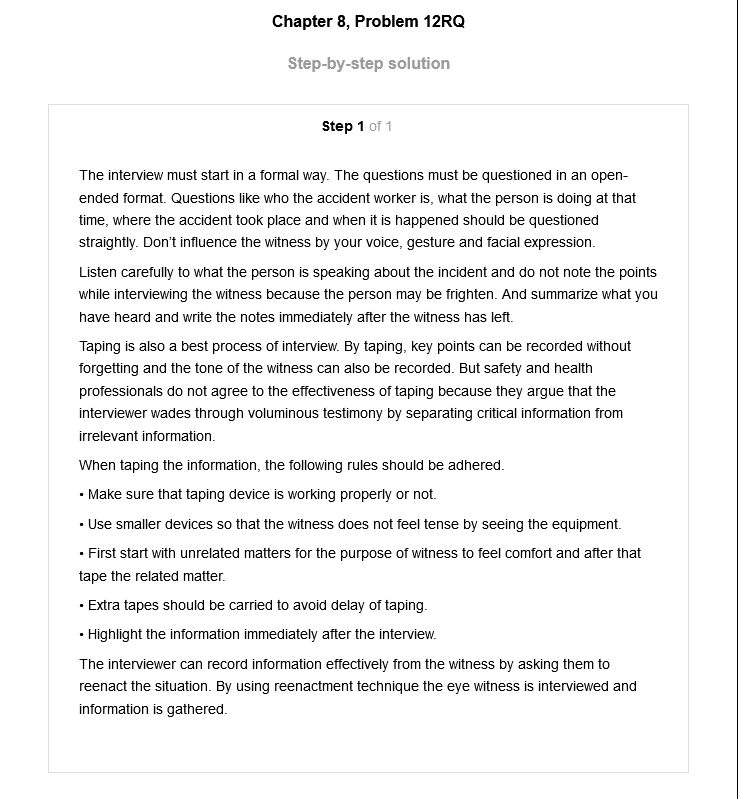 Chapter 8, Problem 12RQ
Step-by-step solution
Step 1 of 1
The interview must start in a formal way. The questions must be questioned in an open-
ended format. Questions like who the accident worker is, what the person is doing at that
time, where the accident took place and when it is happened should be questioned
straightly. Don't influence the witness by your voice, gesture and facial expression.
Listen carefully to what the person is speaking about the incident and do not note the points
while interviewing the witness because the person may be frighten. And summarize what you
have heard and write the notes immediately after the witness has left.
Taping is also a best process of interview. By taping, key points can be recorded without
forgetting and the tone of the witness can also be recorded. But safety and health
professionals do not agree to the effectiveness of taping because they argue that the
interviewer wades through voluminous testimony by separating critical information from
irrelevant information.
When taping the information, the following rules should be adhered.
• Make sure that taping device is working properly or not.
• Use smaller devices so that the witness does not feel tense by seeing the equipment.
• First start with unrelated matters for the purpose of witness to feel comfort and after that
tape the related matter.
• Extra tapes should be carried to avoid delay of taping.
• Highlight the information immediately after the interview.
The interviewer can record information effectively from the witness by asking them to
reenact the situation. By using reenactment technique the eye witness is interviewed and
information is gathered.